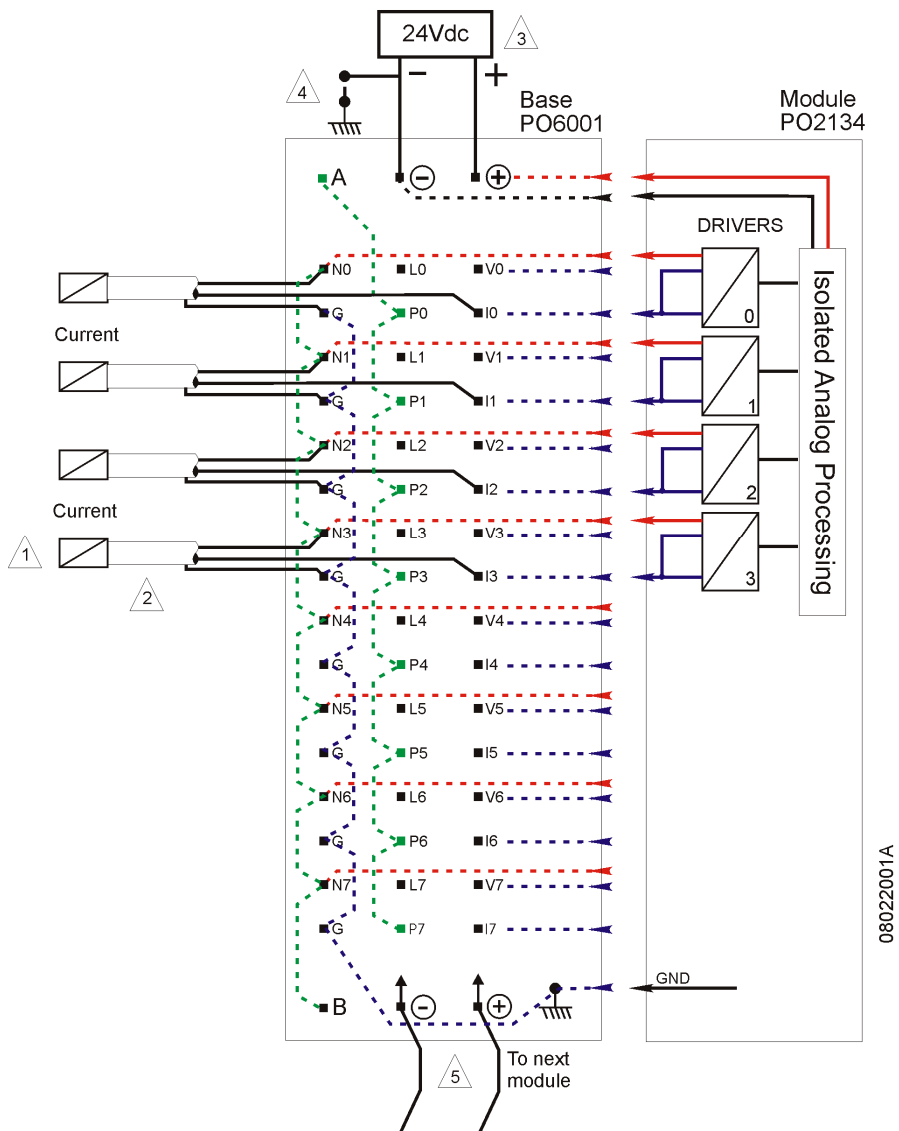 24Vdc
3
4
Base
PO6001
Module
PO2134
A
DRIVERS
N0 L0 V0
G P0 I0
0
Current
N1 L1 V1
G P1 I1
1
N2 L2 V2
G P2 I2
2
Current
N3 L3 V3
G P3 I3
3
1
2
N4 L4 V4
G P4 I4
N5 L5 V5
G P5 I5
N6 L6 V6
G P6 I6
N7 L7 V7
G P7 I7
Isolated Analog Processing
08022001A
GND
B
5
To next
module